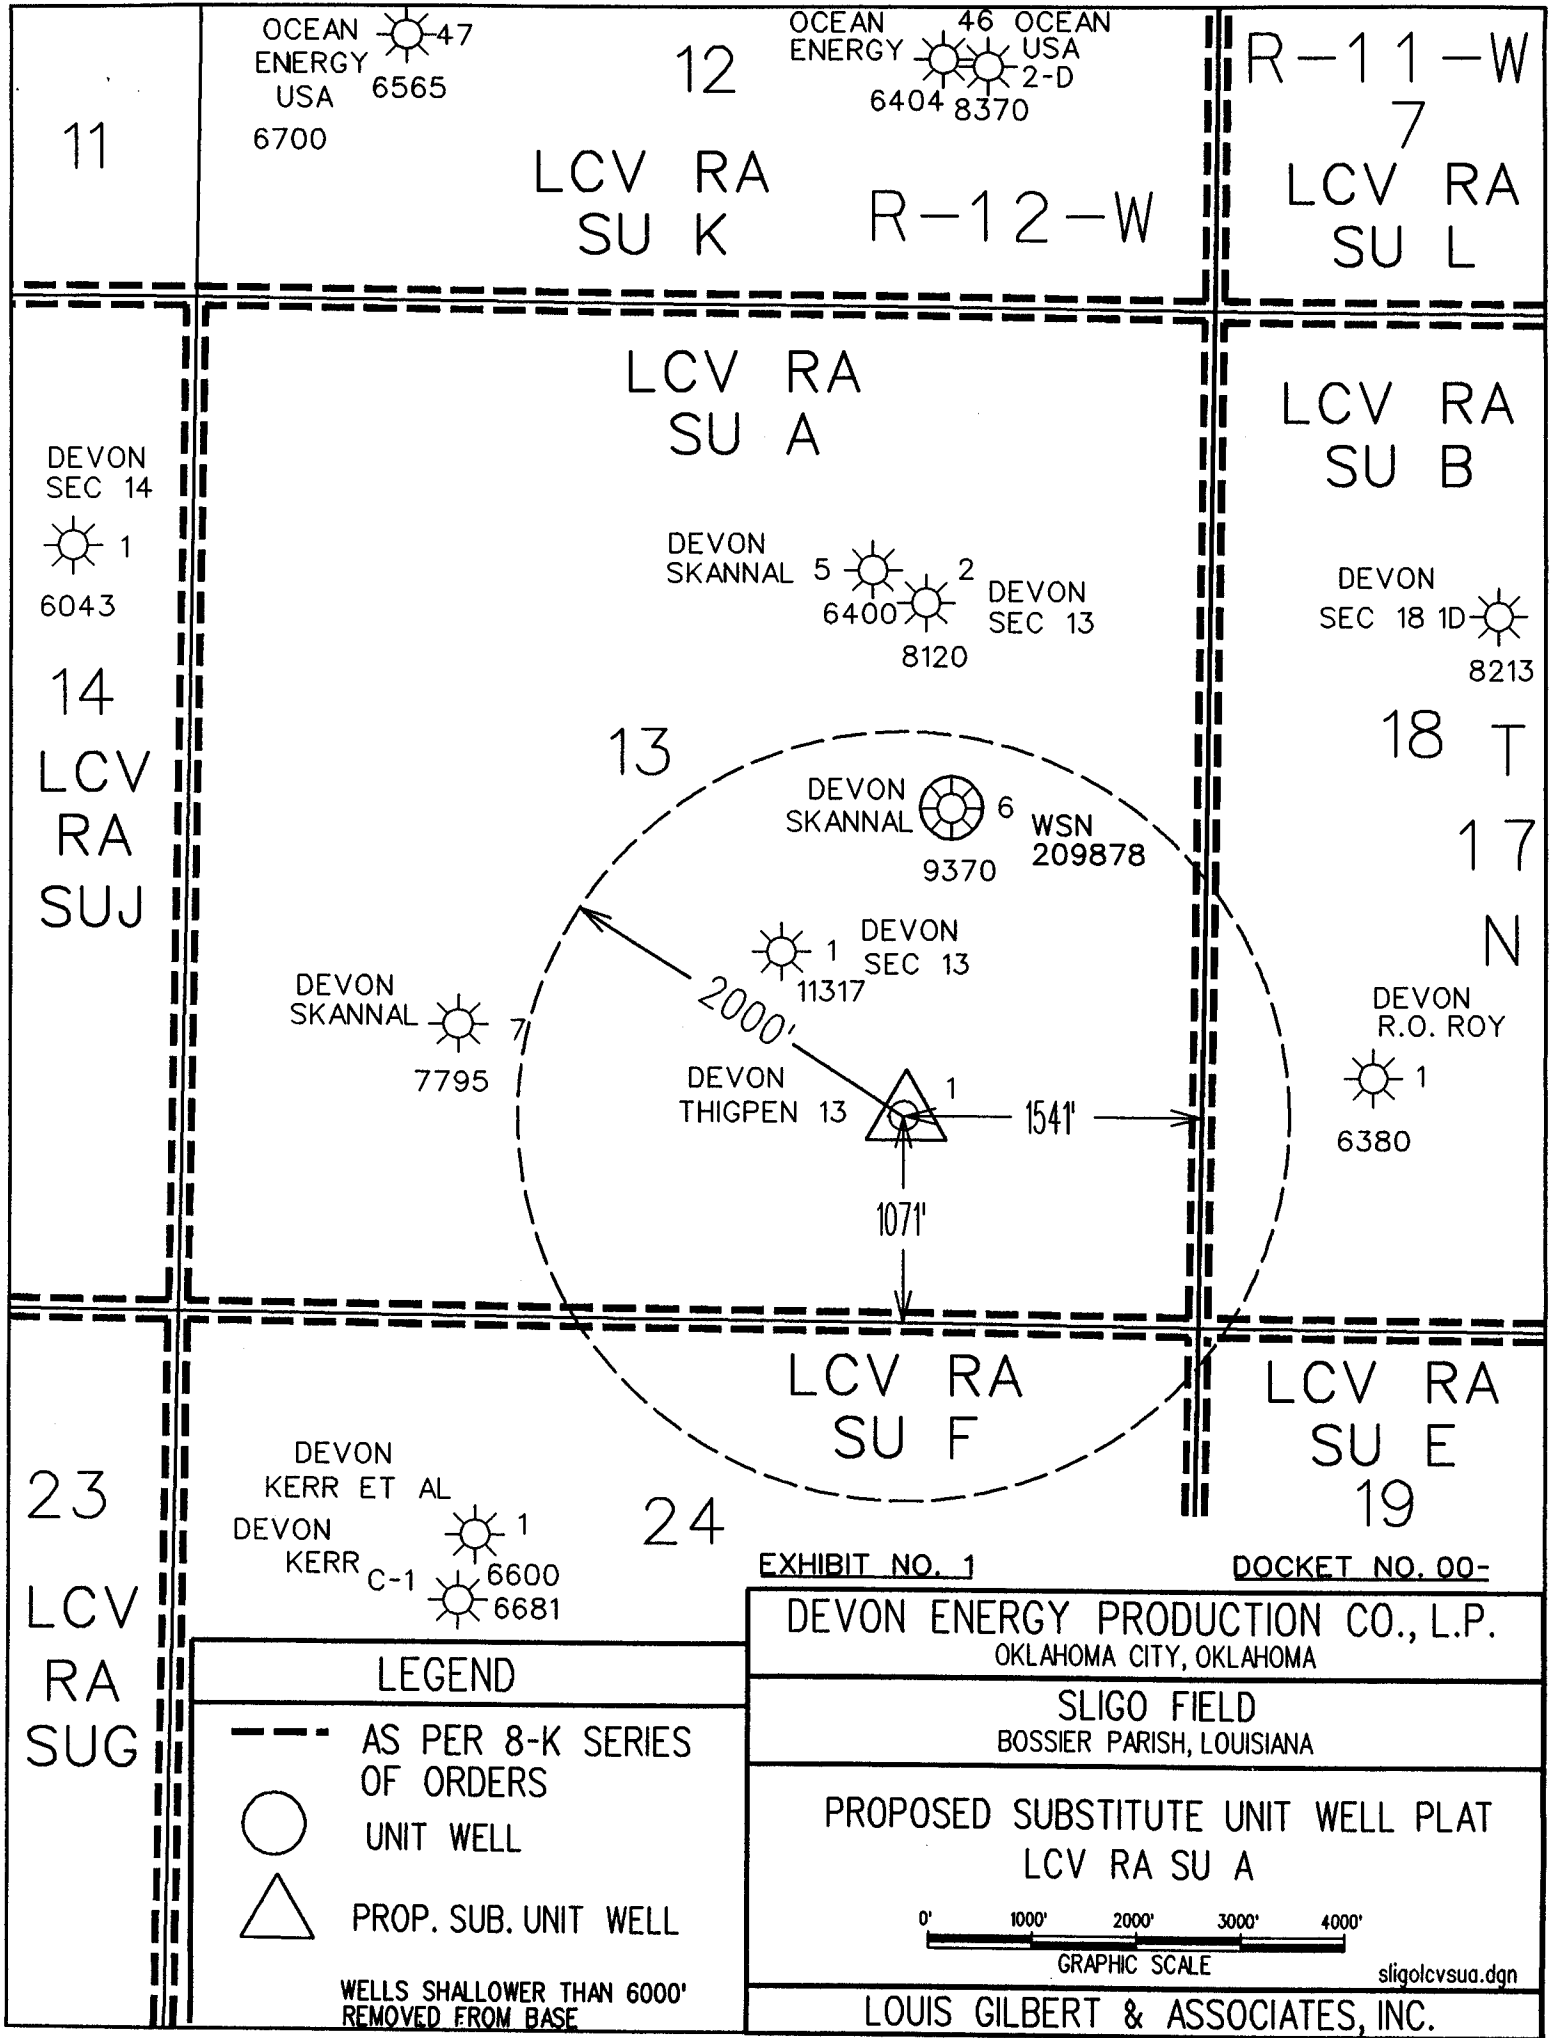 OCEAN
ENERGY
USA
47
6565
6700
12
OCEAN
ENERGY
46
OCEAN
USA
2-D
6404
8370
R-11-W
7
11
LCV RA
SU K
R-12-W
LCV RA
SU L
LCV RA
SU A
LCV RA
SU B
DEVON
SEC 14
1
6043
DEVON
SKANNAL 5
6400
2
DEVON
SEC 13
8120
DEVON
SEC 18 1D
8213
14
LCV
RA
SUJ
13
18
T
17
N
DEVON
SKANNAL
6
WSN
209878
9370
1
DEVON
SEC 13
11317
2000'
DEVON
SKANNAL
7
7795
DEVON
R.O. ROY
1
6380
DEVON
THIGPEN 13
1
1541'
1071'
LCV RA
SU F
LCV RA
SU E
19
23
LCV
RA
SUG
DEVON
KERR ET AL
1
6600
DEVON
KERR C-1
6681
24
EXHIBIT NO. 1
DOCKET NO. 00-
DEVON ENERGY PRODUCTION CO., L.P.
OKLAHOMA CITY, OKLAHOMA
SLIGO FIELD
BOSSIER PARISH, LOUISIANA
PROPOSED SUBSTITUTE UNIT WELL PLAT
LCV RA SU A
0' 1000' 2000' 3000' 4000'
GRAPHIC SCALE
sligolcvsua.dgn
LOUIS GILBERT & ASSOCIATES, INC.
LEGEND
AS PER 8-K SERIES
OF ORDERS
UNIT WELL
PROP. SUB. UNIT WELL
WELLS SHALLOWER THAN 6000'
REMOVED FROM BASE